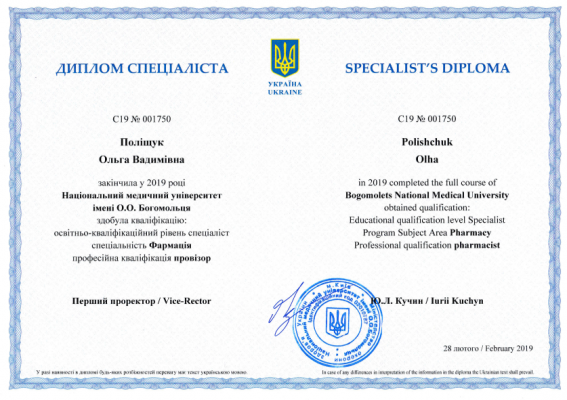 ДИПЛОМ СПЕЦІАЛІСТА
УКРАЇНА
UKRAINE
SPECIALIST'S DIPLOMA
С19 № 001750
Поліщук
Ольга Вадимівна
закінчила у 2019 році
Національний медичний університет
імені О.О. Богомольця
здобула кваліфікацію:
освітньо-кваліфікаційний рівень спеціаліст
спеціальність Фармація
професійна кваліфікація провізор
C19 № 001750
Polishchuk
Olha
in 2019 completed the full course of
Bogomolets National Medical University
obtained qualification:
Educational qualification level Specialist
Program Subject Area Pharmacy
Professional qualification pharmacist
Перший проректор / Vice-Rector
Ю.Л. Кучин / Iurii Kuchyn
28 лютого / February 2019
У разі наявності в дипломі будь-яких розбіжностей перевагу має текст українською мовою.
In case of any differences in interpretation of the information in the diploma the Ukrainian text shall prevail.